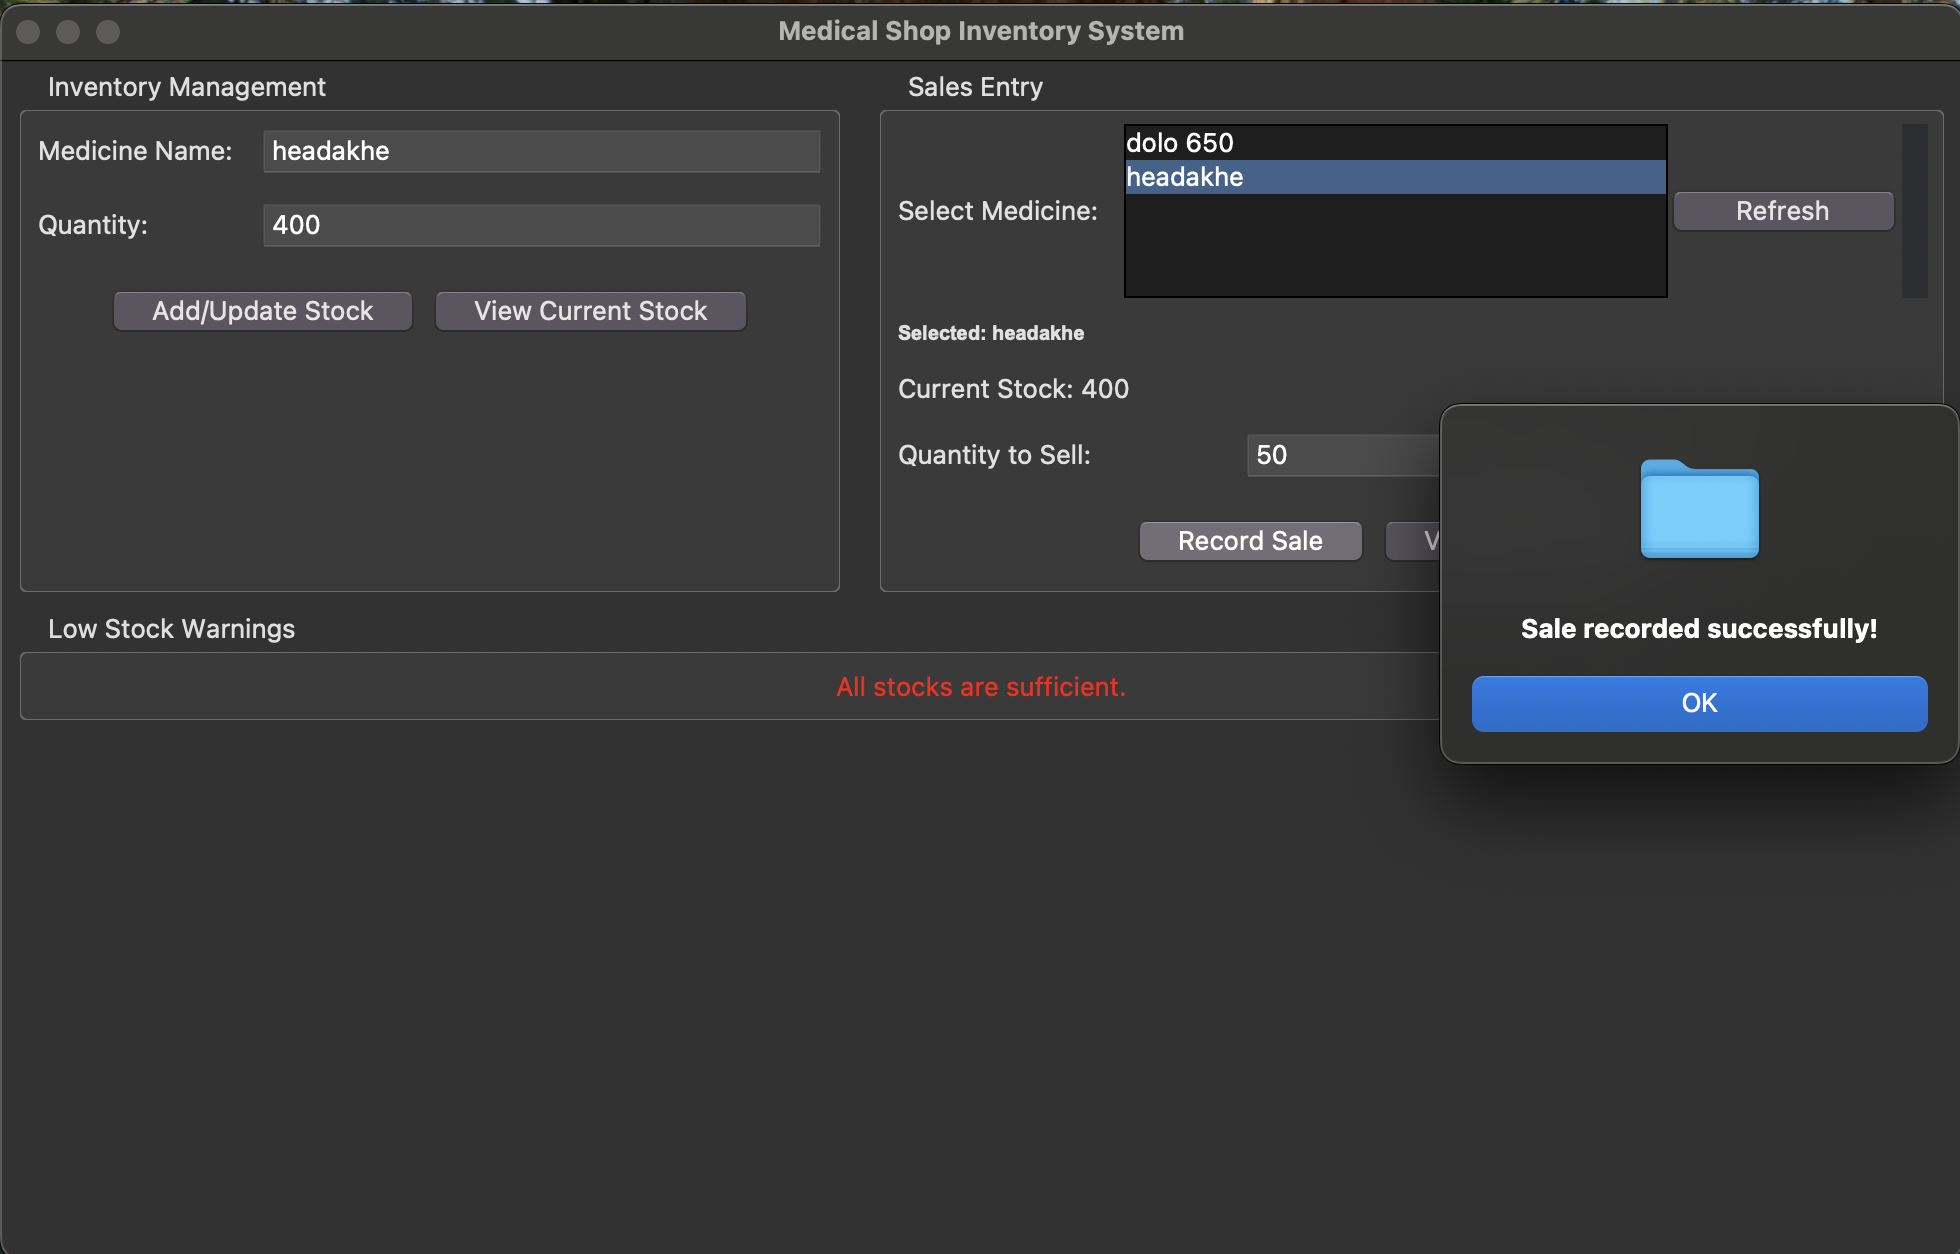 Medical Shop Inventory System
Inventory Management
Medicine Name:
headakhe
Quantity:
400
Add/Update Stock
View Current Stock
Sales Entry
Select Medicine:
dolo 650
headakhe
Refresh
Selected: headakhe
Current Stock: 400
Quantity to Sell:
50
Record Sale
Low Stock Warnings
All stocks are sufficient.
Sale recorded successfully!
OK